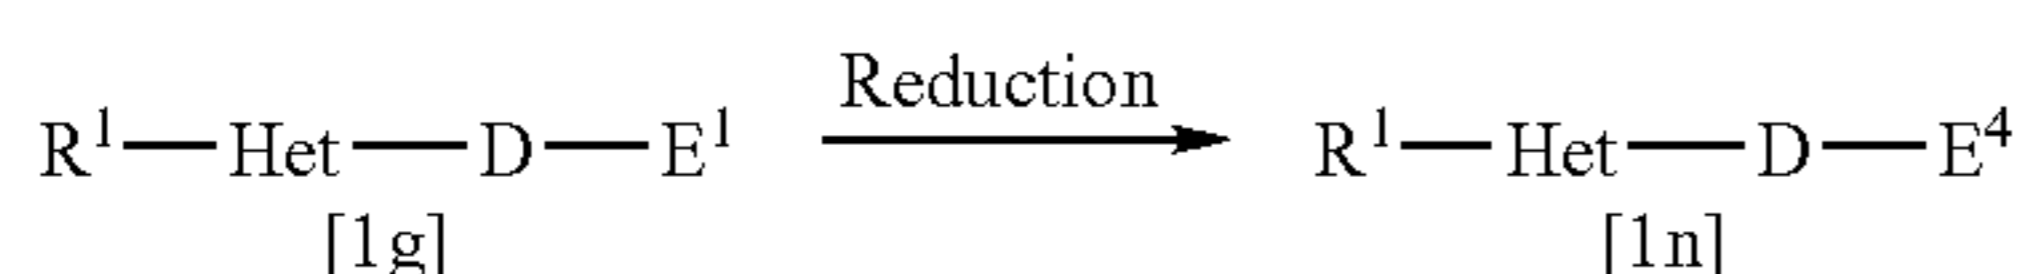 Reduction
R¹—Het—D—E¹ R¹—Het—D—E⁴
[1g] [1n]